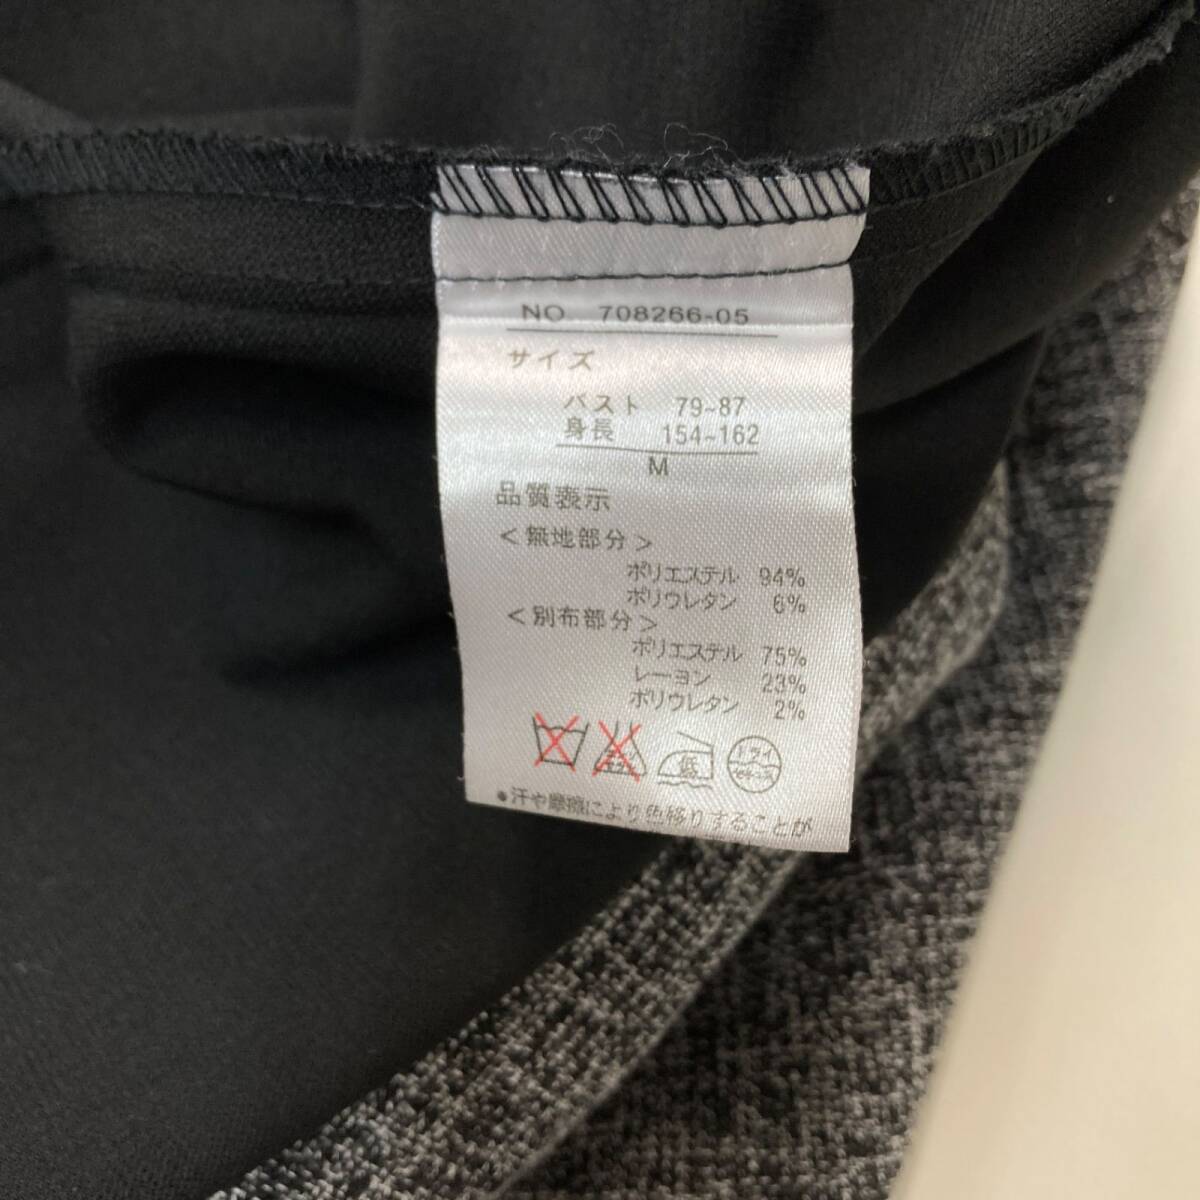 NO 708266-05
サイズ
バスト 79~87
身長 154~162
M
品質表示
<無地部分>
ポリエステル 94%
ポリウレタン 6%
<別布部分>
ポリエステル 75%
レーヨン 23%
ポリウレタン 2%
低
ドライ
セキユ系
●汗や摩擦により色移りすることが